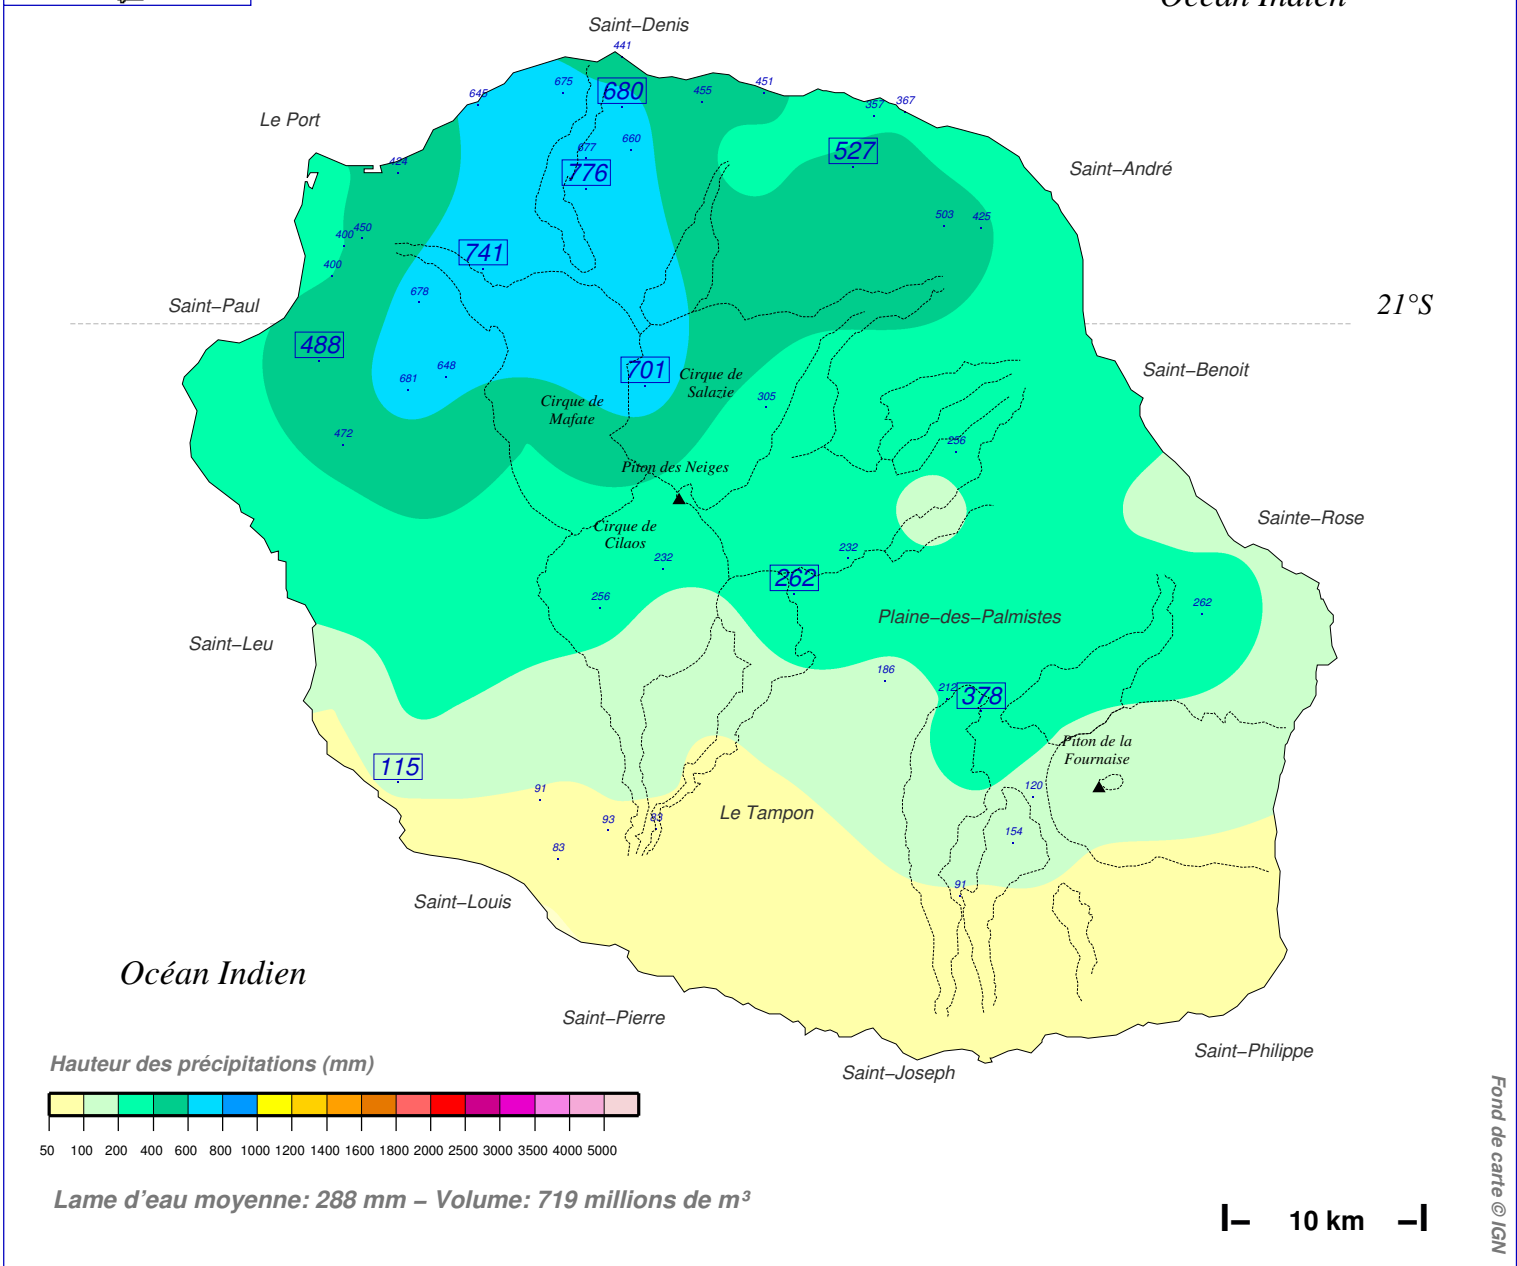 Océan Indien
Saint-Denis
441
675
645
680
455
451
357
367
Le Port
424
677
660
776
527
Saint-André
503
425
450
400
400
741
678
Saint-Paul
21°S
488
701
648
681
Cirque de
Salazie
305
Saint-Benoit
Cirque de
Mafate
472
256
Piton des Neiges
Cirque de
Cilaos
Sainte-Rose
232
232
262
256
262
Plaine-des-Palmistes
Saint-Leu
186
212
378
Piton de la
Fournaise
115
91
120
93
83
Le Tampon
154
83
91
Saint-Louis
Océan Indien
Saint-Pierre
Saint-Joseph
Saint-Philippe
Hauteur des précipitations (mm)
50 100 200 400 600 800 1000 1200 1400 1600 1800 2000 2500 3000 3500 4000 5000
Lame d'eau moyenne: 288 mm – Volume: 719 millions de m³
10 km
Fond de carte © IGN